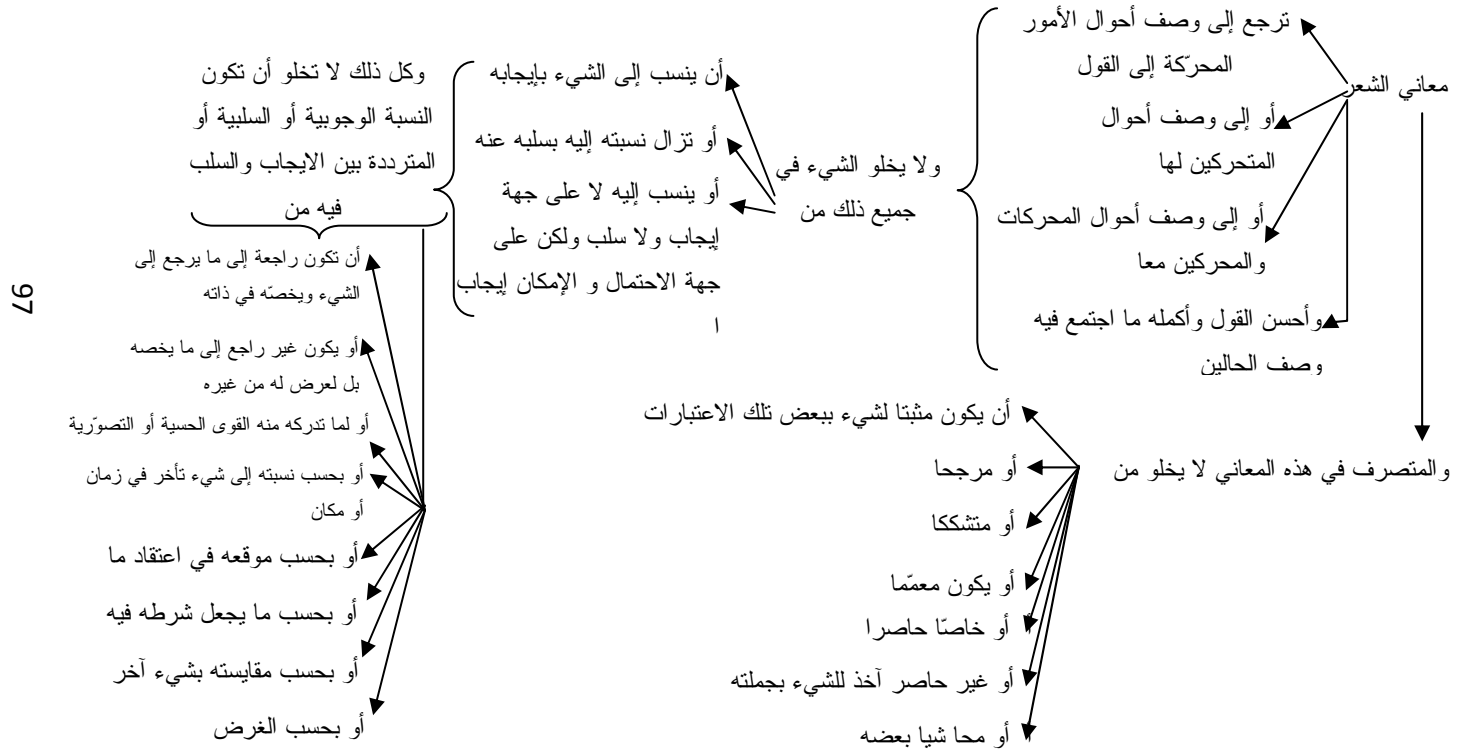 معاني الشعر
ترجع إلى وصف أحوال الأمور
المحرّكة إلى القول
أو إلى وصف أحوال
المتحركين لها
أو إلى وصف أحوال المحركات
والمحركين معا
وأحسن القول وأكمله ما اجتمع فيه
وصف الحالين
ولا يخلو الشيء في
جميع ذلك من
أن ينسب إلى الشيء بإيجابه
أو تزال نسبته إليه بسلبه عنه
أو ينسب إليه لا على جهة
إيجاب ولا سلب ولكن على
جهة الاحتمال و الإمكان إيجاب
ا
وكل ذلك لا تخلو أن تكون
النسبة الوجوبية أو السلبية أو
المترددة بين الايجاب والسلب
فيه من
أن تكون راجعة إلى ما يرجع إلى
الشيء ويخصّه في ذاته
أو يكون غير راجع إلى ما يخصه
بل لعرض له من غيره
أو لما تدركه منه القوى الحسية أو التصوّرية
أو بحسب نسبته إلى شيء تأخر في زمان
أو مكان
أو بحسب موقعه في اعتقاد ما
أو بحسب ما يجعل شرطه فيه
أو بحسب مقايسته بشيء آخر
أو بحسب الغرض
والمتصرف في هذه المعاني لا يخلو من
أن يكون مثبتا لشيء ببعض تلك الاعتبارات
أو مرجحا
أو متشككا
أو يكون معمّما
أو خاصّا حاصرا
أو غير حاصر آخذ للشيء بجملته
أو محا شيا بعضه
97